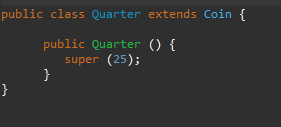 public class Quarter extends Coin {
public Quarter () {
super (25);
}
}